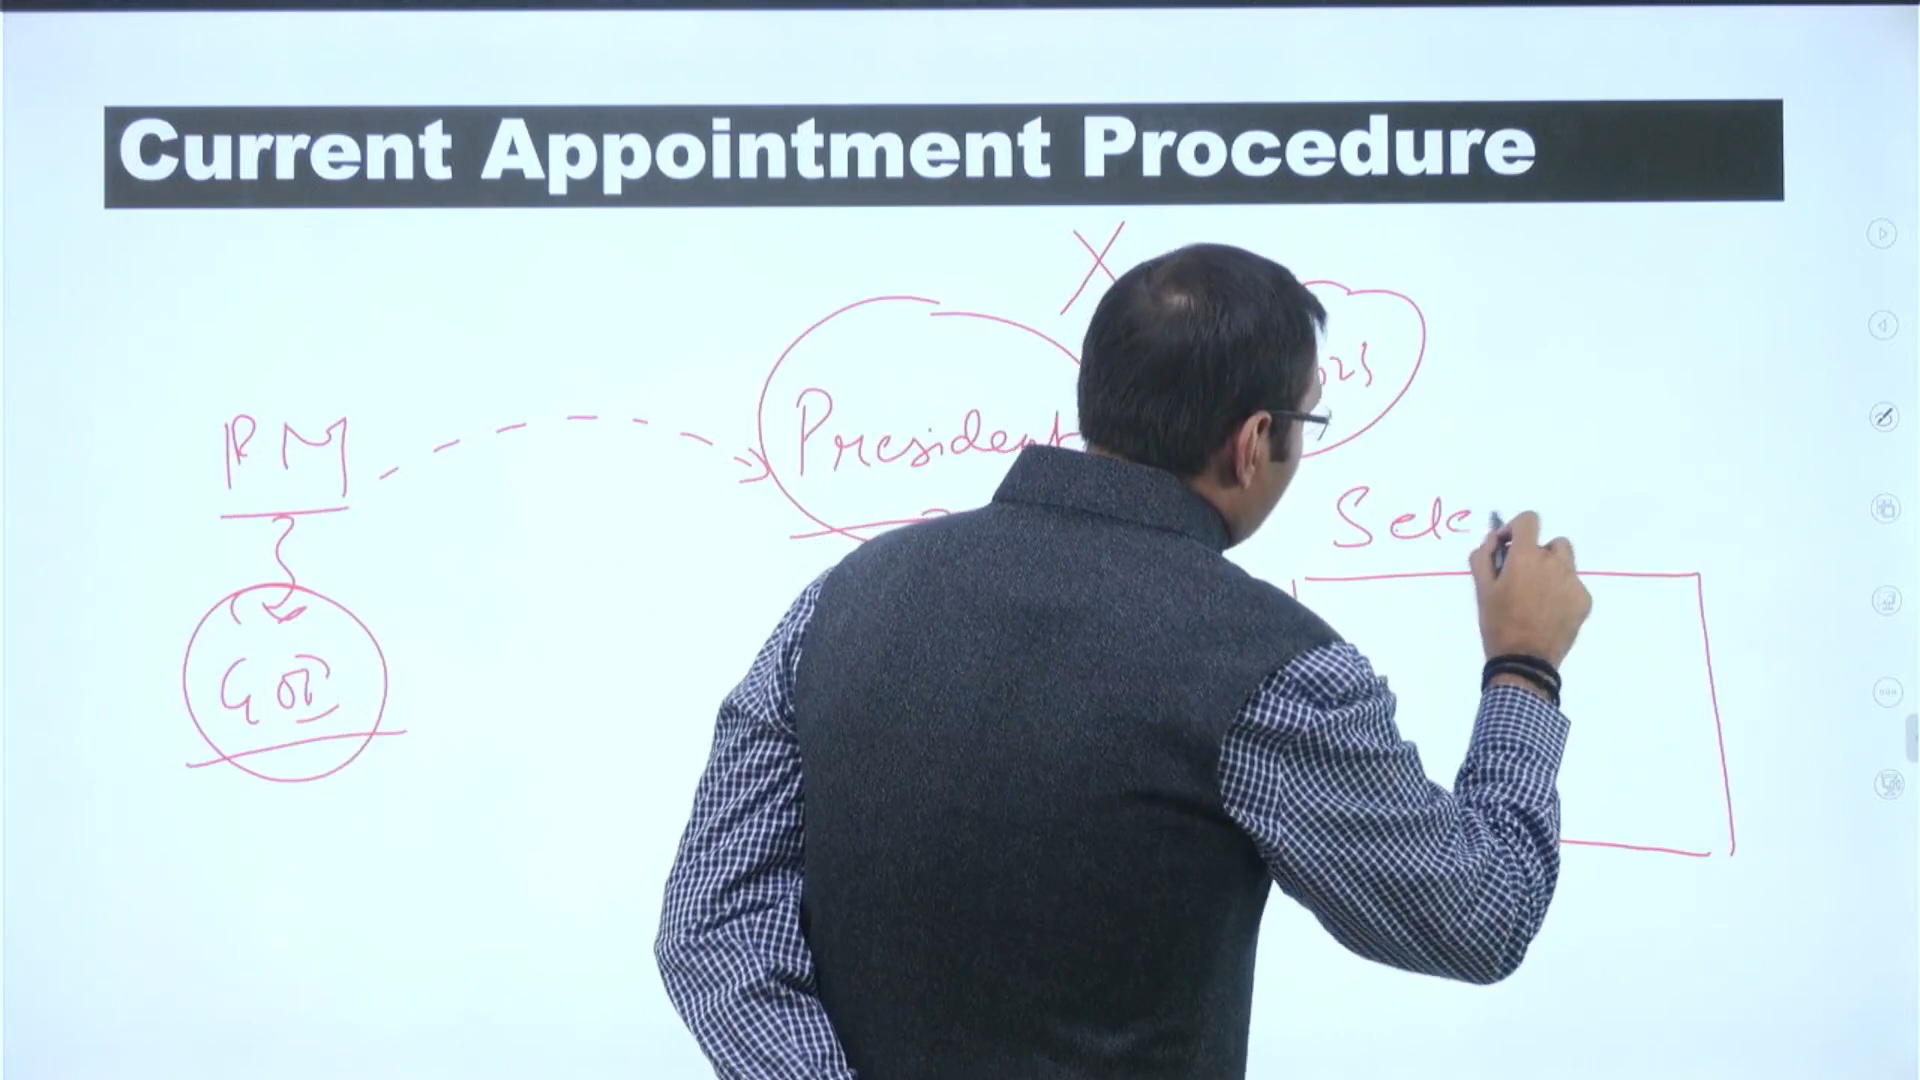 Current Appointment Procedure
PM
President
Sele
GOI